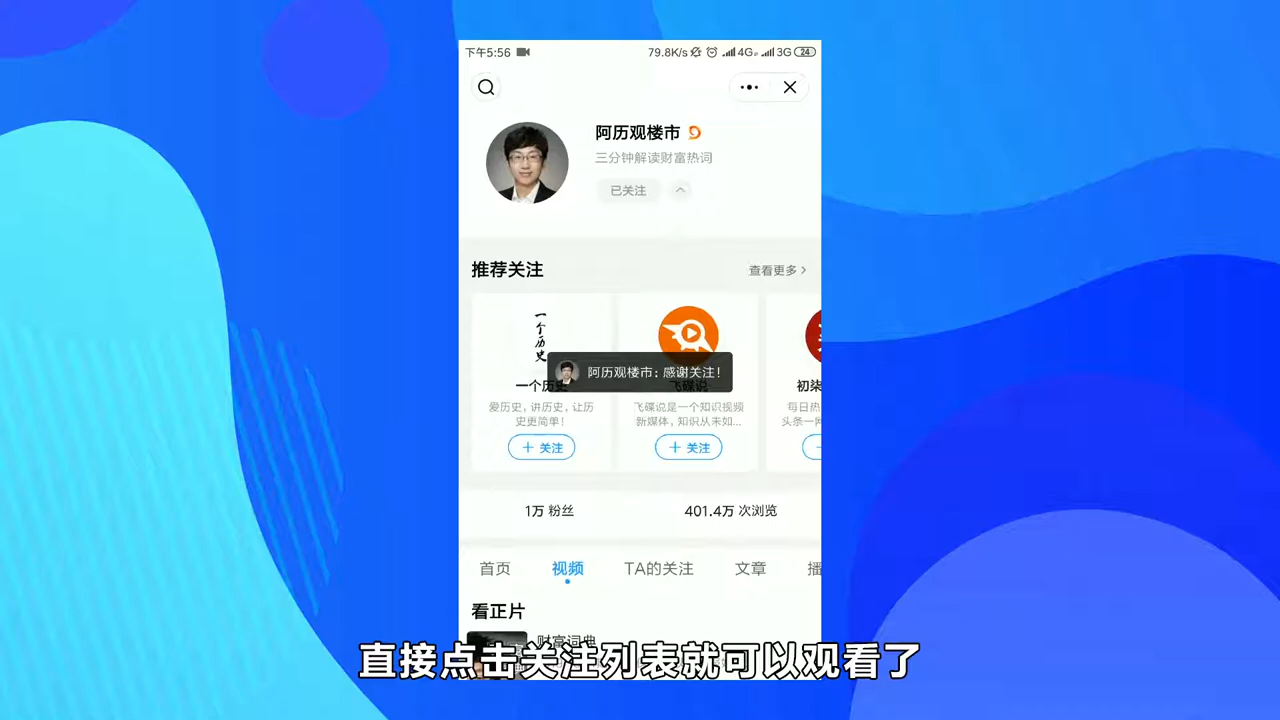 下午5:56
79.8K/s 4G 3G 24
阿历观楼市
三分钟解读财富热词
已关注
推荐关注
查看更多 >
一个历史
一个历史
爱历史，讲历史，让历
史更简单！
+ 关注
飞碟说
飞碟说是一个知识视频
新媒体，知识从未如...
+ 关注
初柒
每日热
头条一网
阿历观楼市：感谢关注！
1万 粉丝
401.4万 次浏览
首页
视频
TA的关注
文章
播
看正片
财富词典
直接点击关注列表就可以观看了